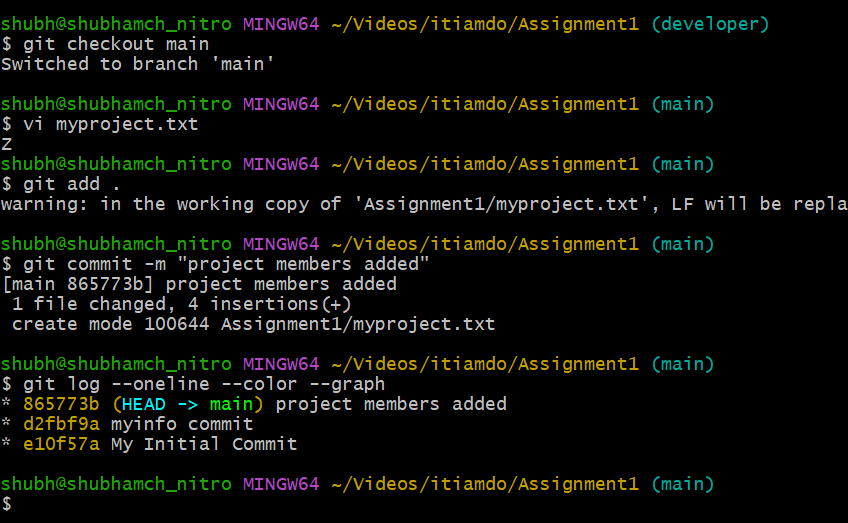 shubh@shubhamch_nitro MINGW64 ~/Videos/itiamdo/Assignment1 (developer)
$ git checkout main
Switched to branch 'main'
shubh@shubhamch_nitro MINGW64 ~/Videos/itiamdo/Assignment1 (main)
$ vi myproject.txt
Z
shubh@shubhamch_nitro MINGW64 ~/Videos/itiamdo/Assignment1 (main)
$ git add .
warning: in the working copy of 'Assignment1/myproject.txt', LF will be repla
shubh@shubhamch_nitro MINGW64 ~/Videos/itiamdo/Assignment1 (main)
$ git commit -m "project members added"
[main 865773b] project members added
 1 file changed, 4 insertions(+)
 create mode 100644 Assignment1/myproject.txt
shubh@shubhamch_nitro MINGW64 ~/Videos/itiamdo/Assignment1 (main)
$ git log --oneline --color --graph
* 865773b (HEAD -> main) project members added
* d2fbf9a myinfo commit
* e10f57a My Initial Commit
shubh@shubhamch_nitro MINGW64 ~/Videos/itiamdo/Assignment1 (main)
$